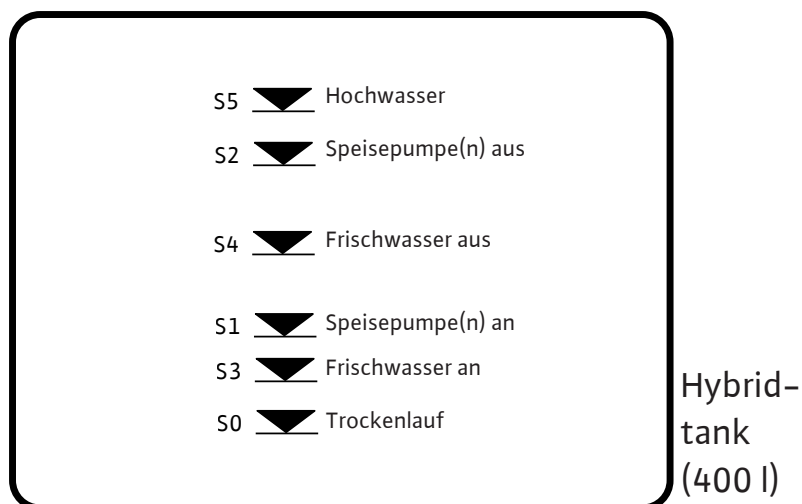 S5 Hochwasser
S2 Speisepumpe(n) aus
S4 Frischwasser aus
S1 Speisepumpe(n) an
S3 Frischwasser an
S0 Trockenlauf
Hybrid-
tank
(400 l)